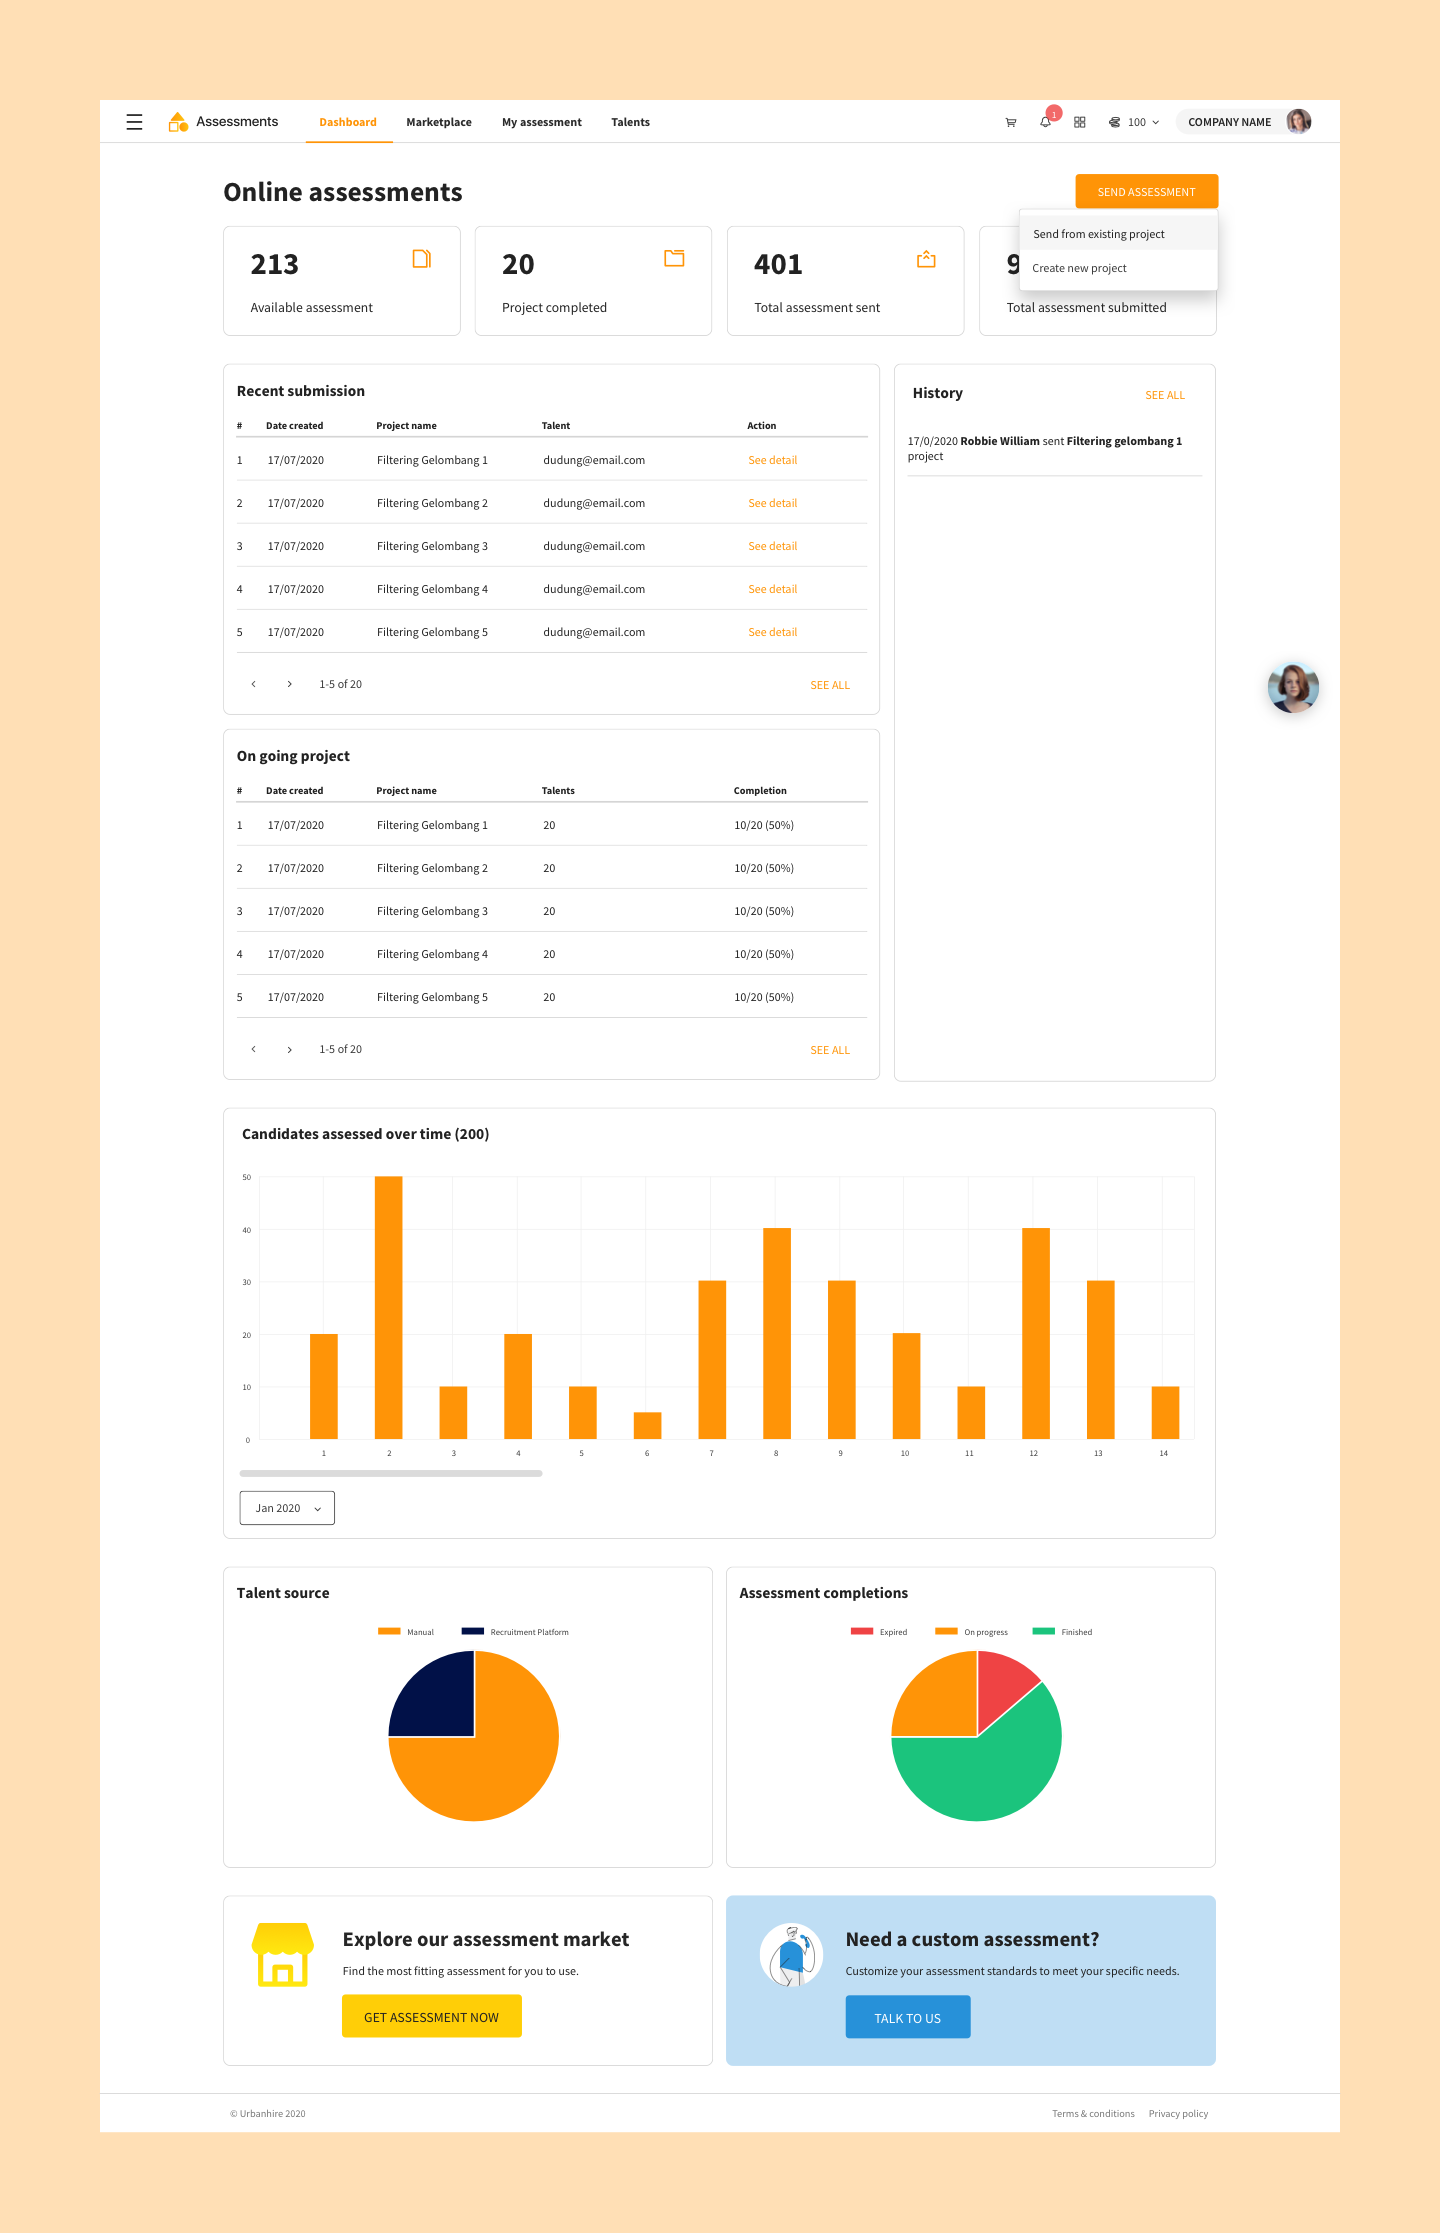 Assessments Dashboard Marketplace My assessment Talents 1 100 COMPANY NAME
Online assessments
SEND ASSESSMENT
Send from existing project
Create new project
213
Available assessment
20
Project completed
401
Total assessment sent
9
Total assessment submitted
Recent submission
# Date created Project name Talent Action
1 17/07/2020 Filtering Gelombang 1 dudung@email.com See detail
2 17/07/2020 Filtering Gelombang 2 dudung@email.com See detail
3 17/07/2020 Filtering Gelombang 3 dudung@email.com See detail
4 17/07/2020 Filtering Gelombang 4 dudung@email.com See detail
5 17/07/2020 Filtering Gelombang 5 dudung@email.com See detail
1-5 of 20 SEE ALL
History SEE ALL
17/0/2020 Robbie William sent Filtering gelombang 1
project
On going project
# Date created Project name Talents Completion
1 17/07/2020 Filtering Gelombang 1 20 10/20 (50%)
2 17/07/2020 Filtering Gelombang 2 20 10/20 (50%)
3 17/07/2020 Filtering Gelombang 3 20 10/20 (50%)
4 17/07/2020 Filtering Gelombang 4 20 10/20 (50%)
5 17/07/2020 Filtering Gelombang 5 20 10/20 (50%)
1-5 of 20 SEE ALL
Candidates assessed over time (200)
50
40
30
20
10
0
1 2 3 4 5 6 7 8 9 10 11 12 13 14
Jan 2020
Talent source
Manual Recruitment Platform
Assessment completions
Expired On progress Finished
Explore our assessment market
Find the most fitting assessment for you to use.
GET ASSESSMENT NOW
Need a custom assessment?
Customize your assessment standards to meet your specific needs.
TALK TO US
© Urbanhire 2020 Terms & conditions Privacy policy